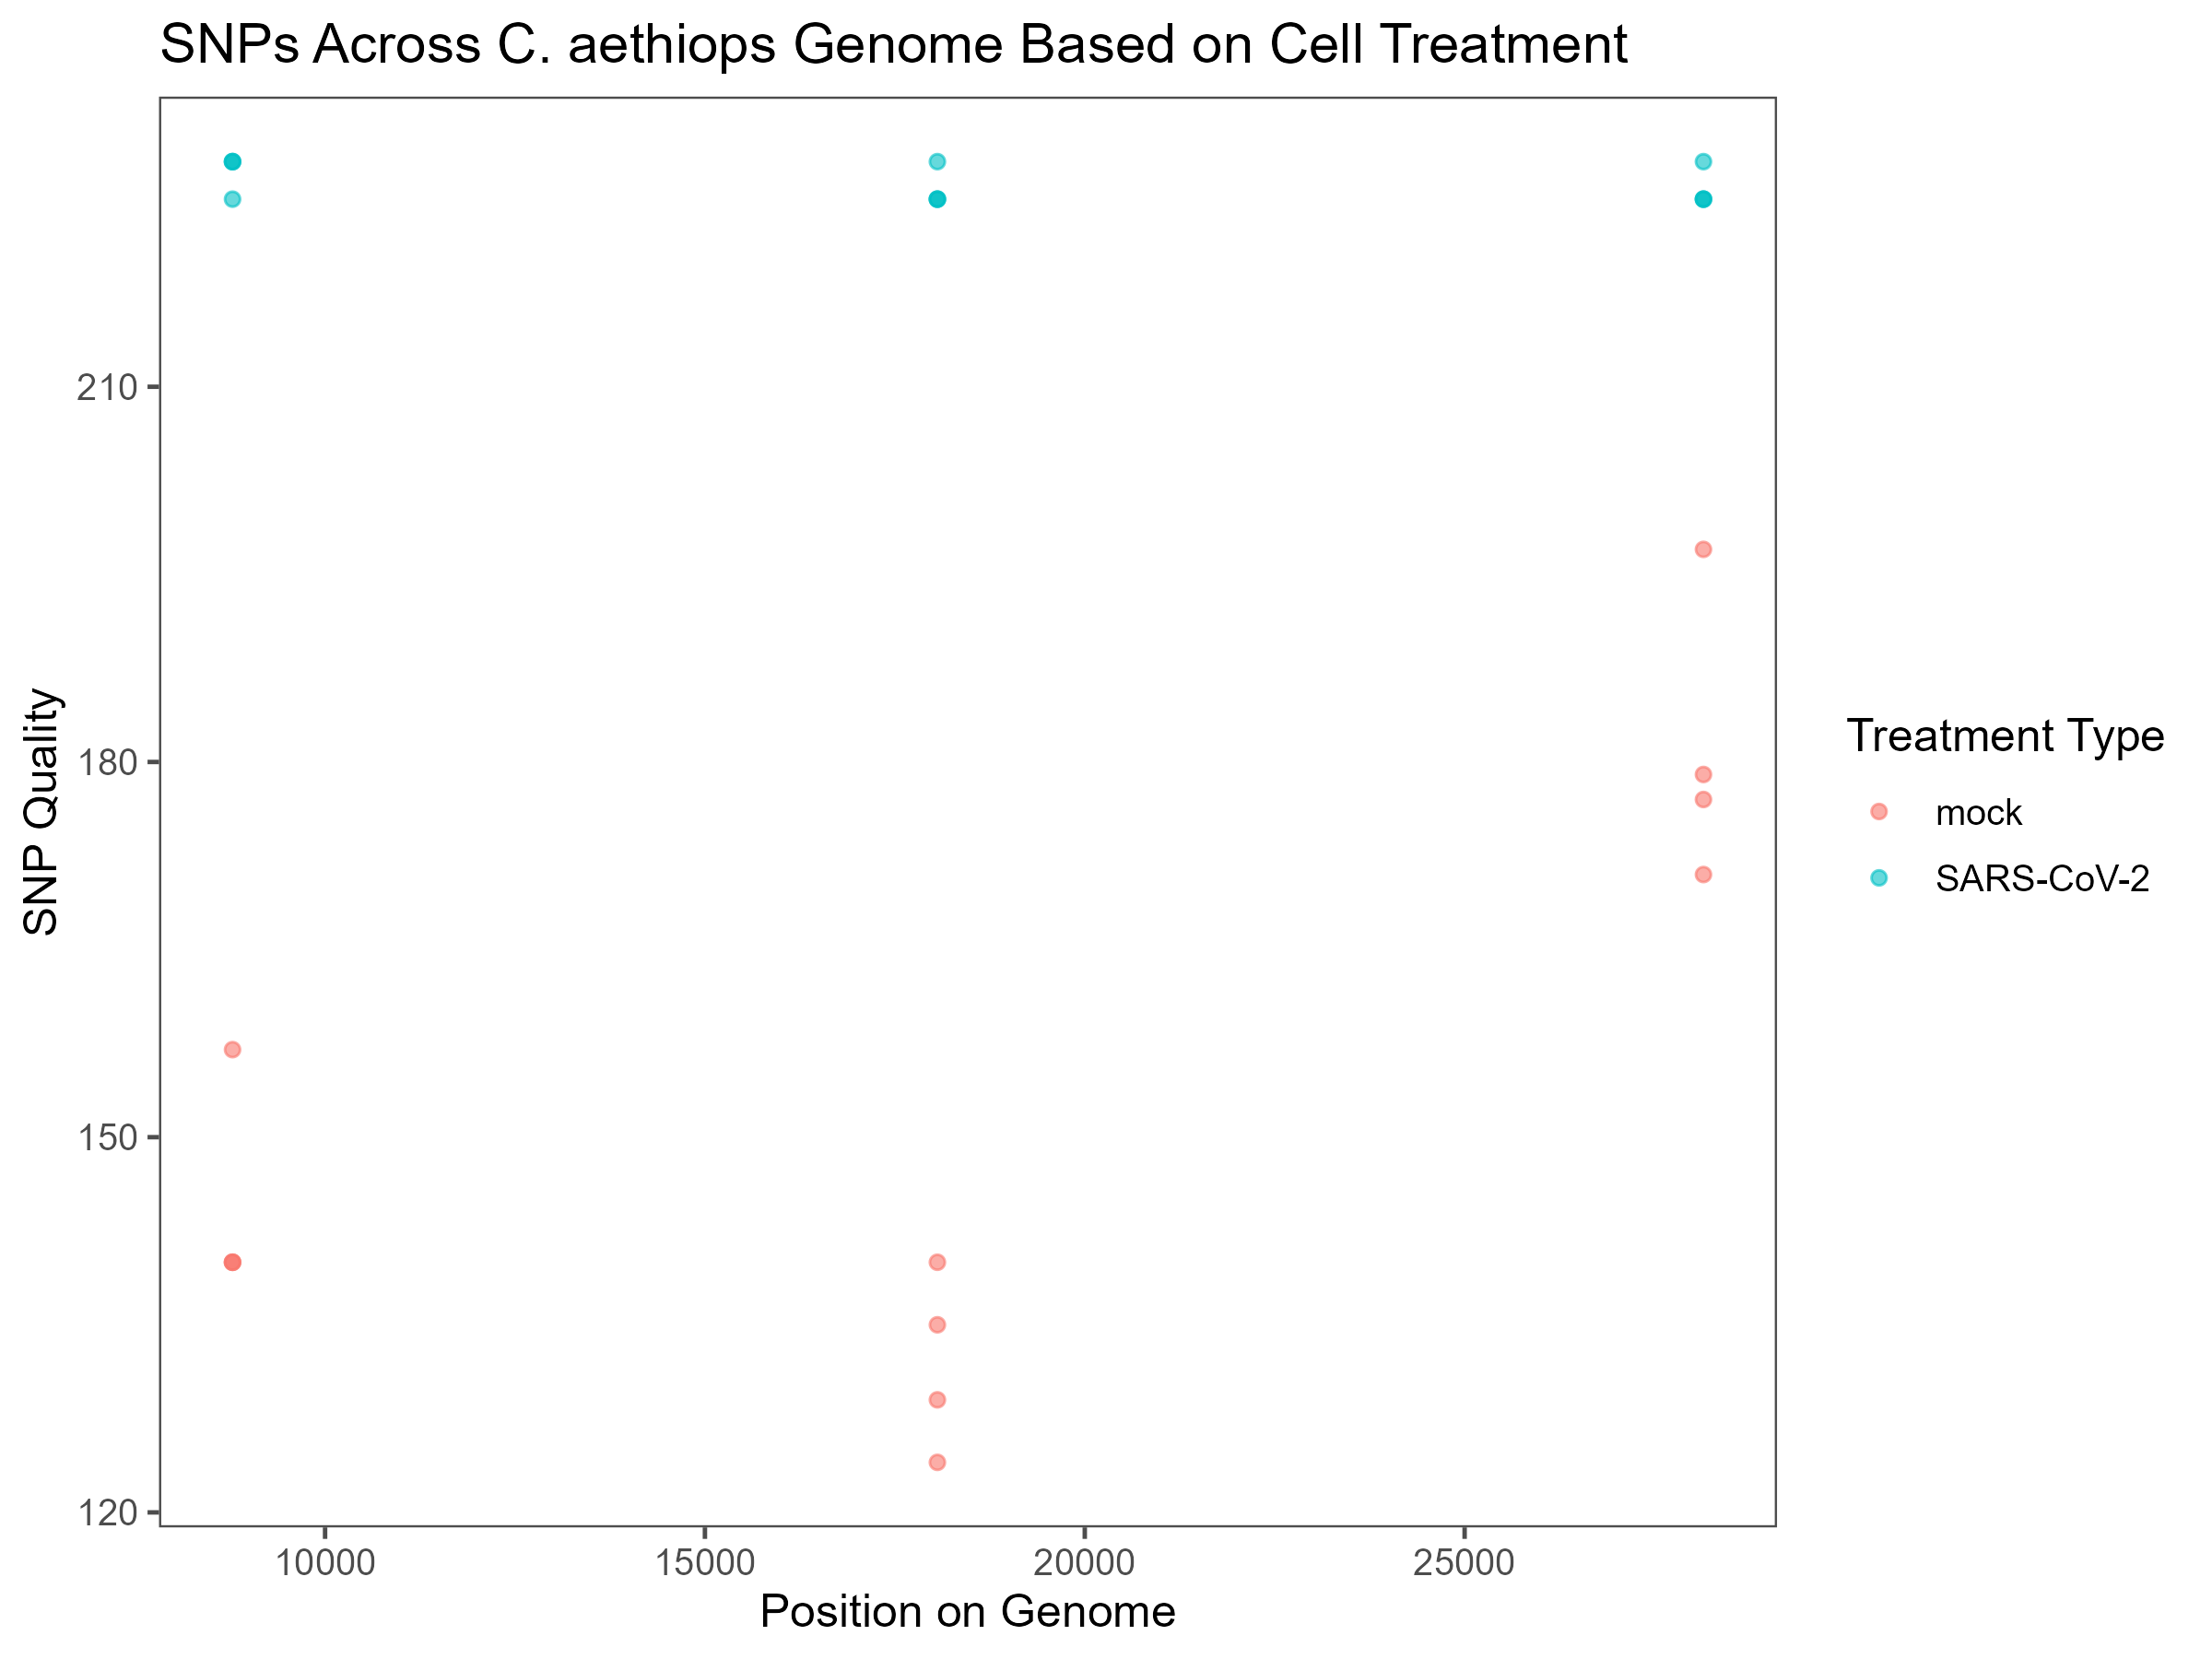 SNPs Across C. aethiops Genome Based on Cell Treatment
SNP Quality
210
180
150
120
10000 15000 20000 25000
Position on Genome
Treatment Type
mock
SARS-CoV-2